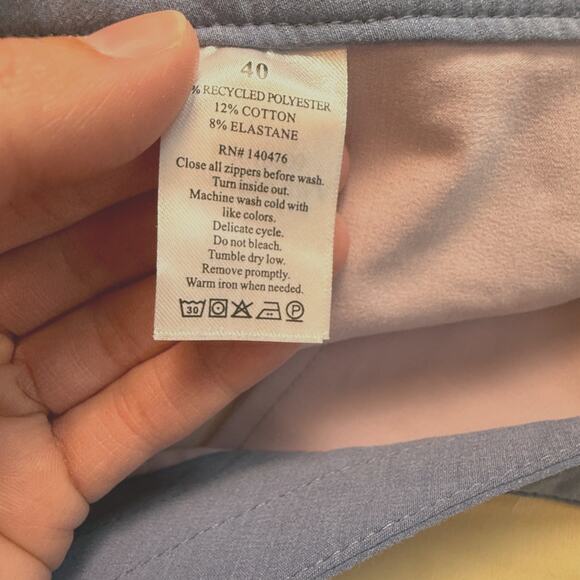 40
% RECYCLED POLYESTER
12% COTTON
8% ELASTANE
RN# 140476
Close all zippers before wash.
Turn inside out.
Machine wash cold with
like colors.
Delicate cycle.
Do not bleach.
Tumble dry low.
Remove promptly.
Warm iron when needed.
30 P